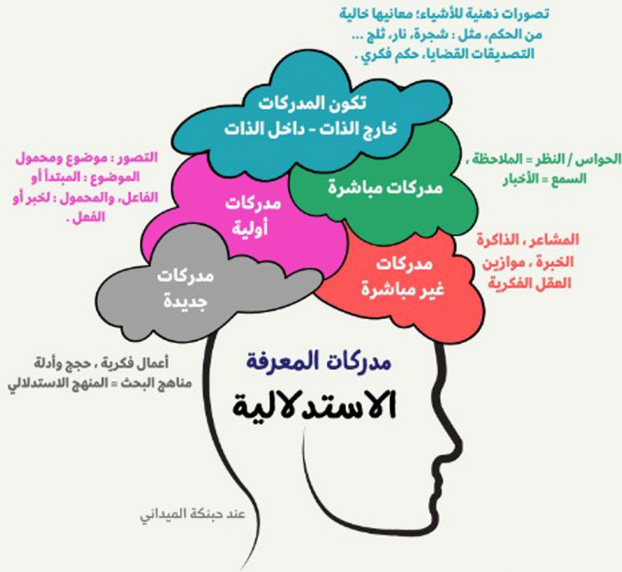 تصورات ذهنية للأشياء؛ معانيها خالية
من الحكم، مثل : شجرة، نار، ثلج ...
التصديقات القضايا، حكم فكري .
تكون المدركات
خارج الذات - داخل الذات
الحواس / النظر = الملاحظة ،
السمع = الأخبار
مدركات مباشرة
التصور : موضوع ومحمول
الموضوع : المبتدأ أو
الفاعل، والمحمول : لخبر أو
الفعل .
مدركات
أولية
المشاعر ، الذاكرة
الخبرة ، موازين
العقل الفكرية
مدركات
غير مباشرة
مدركات
جديدة
أعمال فكرية ، حجج وأدلة
مناهج البحث = المنهج الاستدلالي
مدركات المعرفة
الاستدلالية
عند حبنكة الميداني